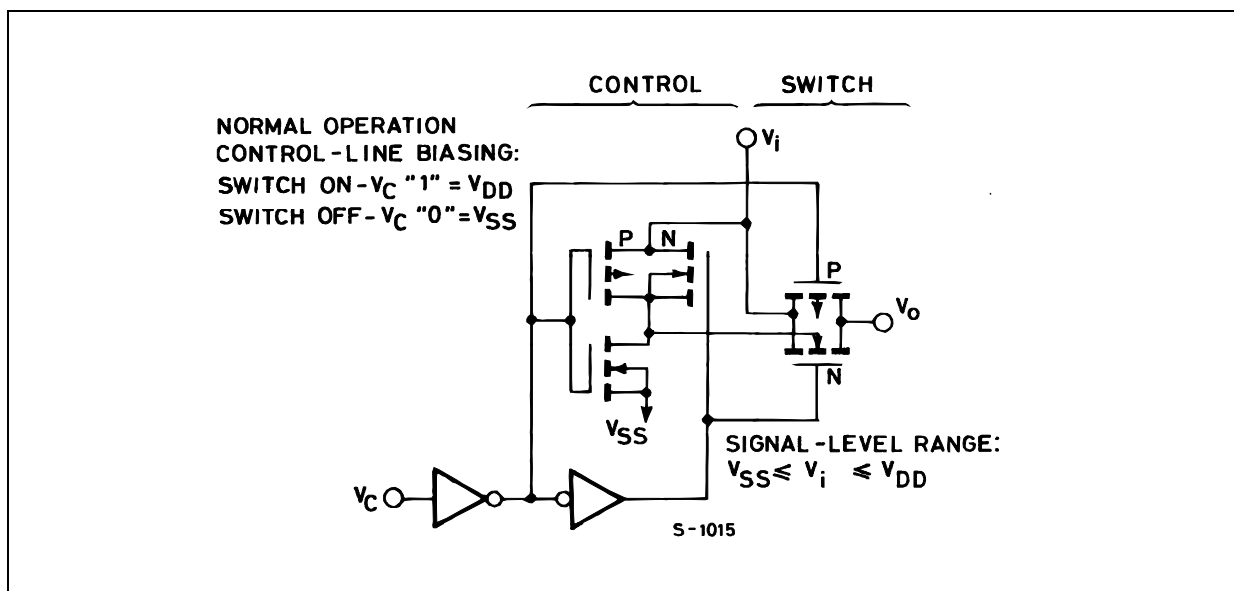 CONTROL SWITCH
NORMAL OPERATION
CONTROL-LINE BIASING:
SWITCH ON-VC "1"=VDD
SWITCH OFF-VC "0"=VSS
Vi
P N
P
Vo
N
VSS
SIGNAL-LEVEL RANGE:
VSS≤ Vi ≤ VDD
VC
S-1015